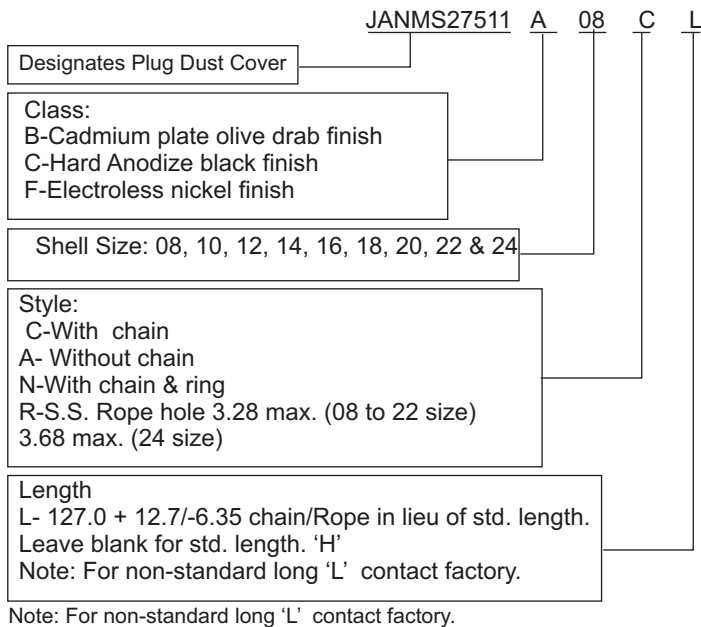 JANMS27511 A 08 C L
Designates Plug Dust Cover
Class:
B-Cadmium plate olive drab finish
C-Hard Anodize black finish
F-Electroless nickel finish
Shell Size: 08, 10, 12, 14, 16, 18, 20, 22 & 24
Style:
C-With chain
A- Without chain
N-With chain & ring
R-S.S. Rope hole 3.28 max. (08 to 22 size)
3.68 max. (24 size)
Length
L- 127.0 + 12.7/-6.35 chain/Rope in lieu of std. length.
Leave blank for std. length. ‘H’
Note: For non-standard long ‘L’ contact factory.
Note: For non-standard long ‘L’ contact factory.